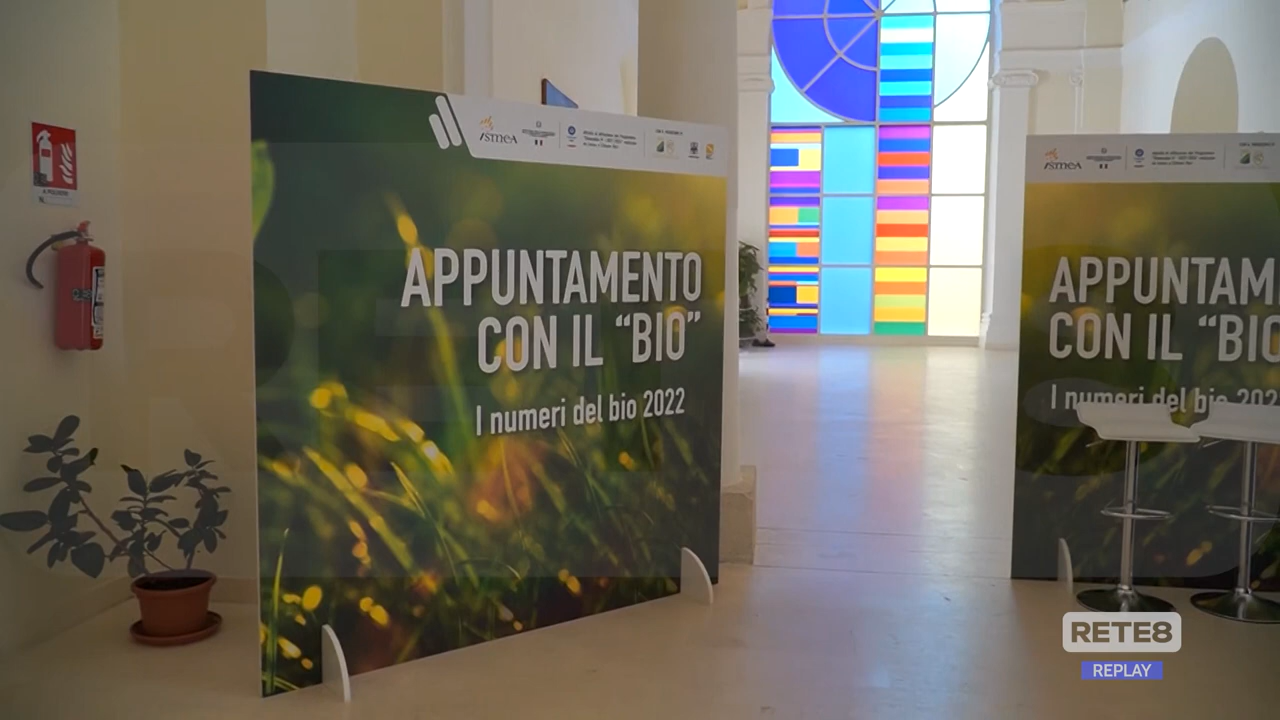 ISMEA
APPUNTAMENTO
CON IL “BIO”
I numeri del bio 2022
ISMEA
APPUNTAM
CON IL “BIO
I numeri del bio 202
RETE8
REPLAY